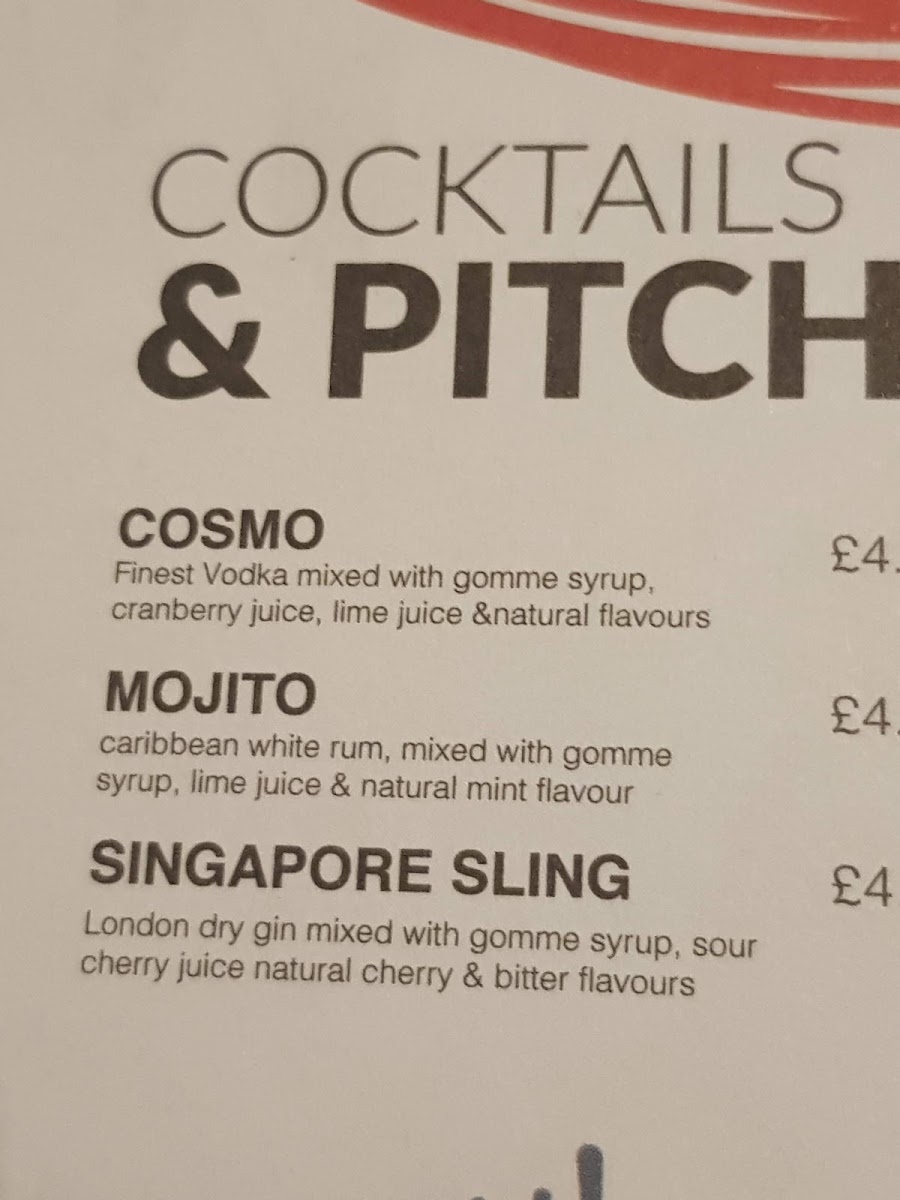 COCKTAILS
& PITCH
COSMO £4.
Finest Vodka mixed with gomme syrup,
cranberry juice, lime juice &natural flavours
MOJITO £4.
caribbean white rum, mixed with gomme
syrup, lime juice & natural mint flavour
SINGAPORE SLING £4
London dry gin mixed with gomme syrup, sour
cherry juice natural cherry & bitter flavours